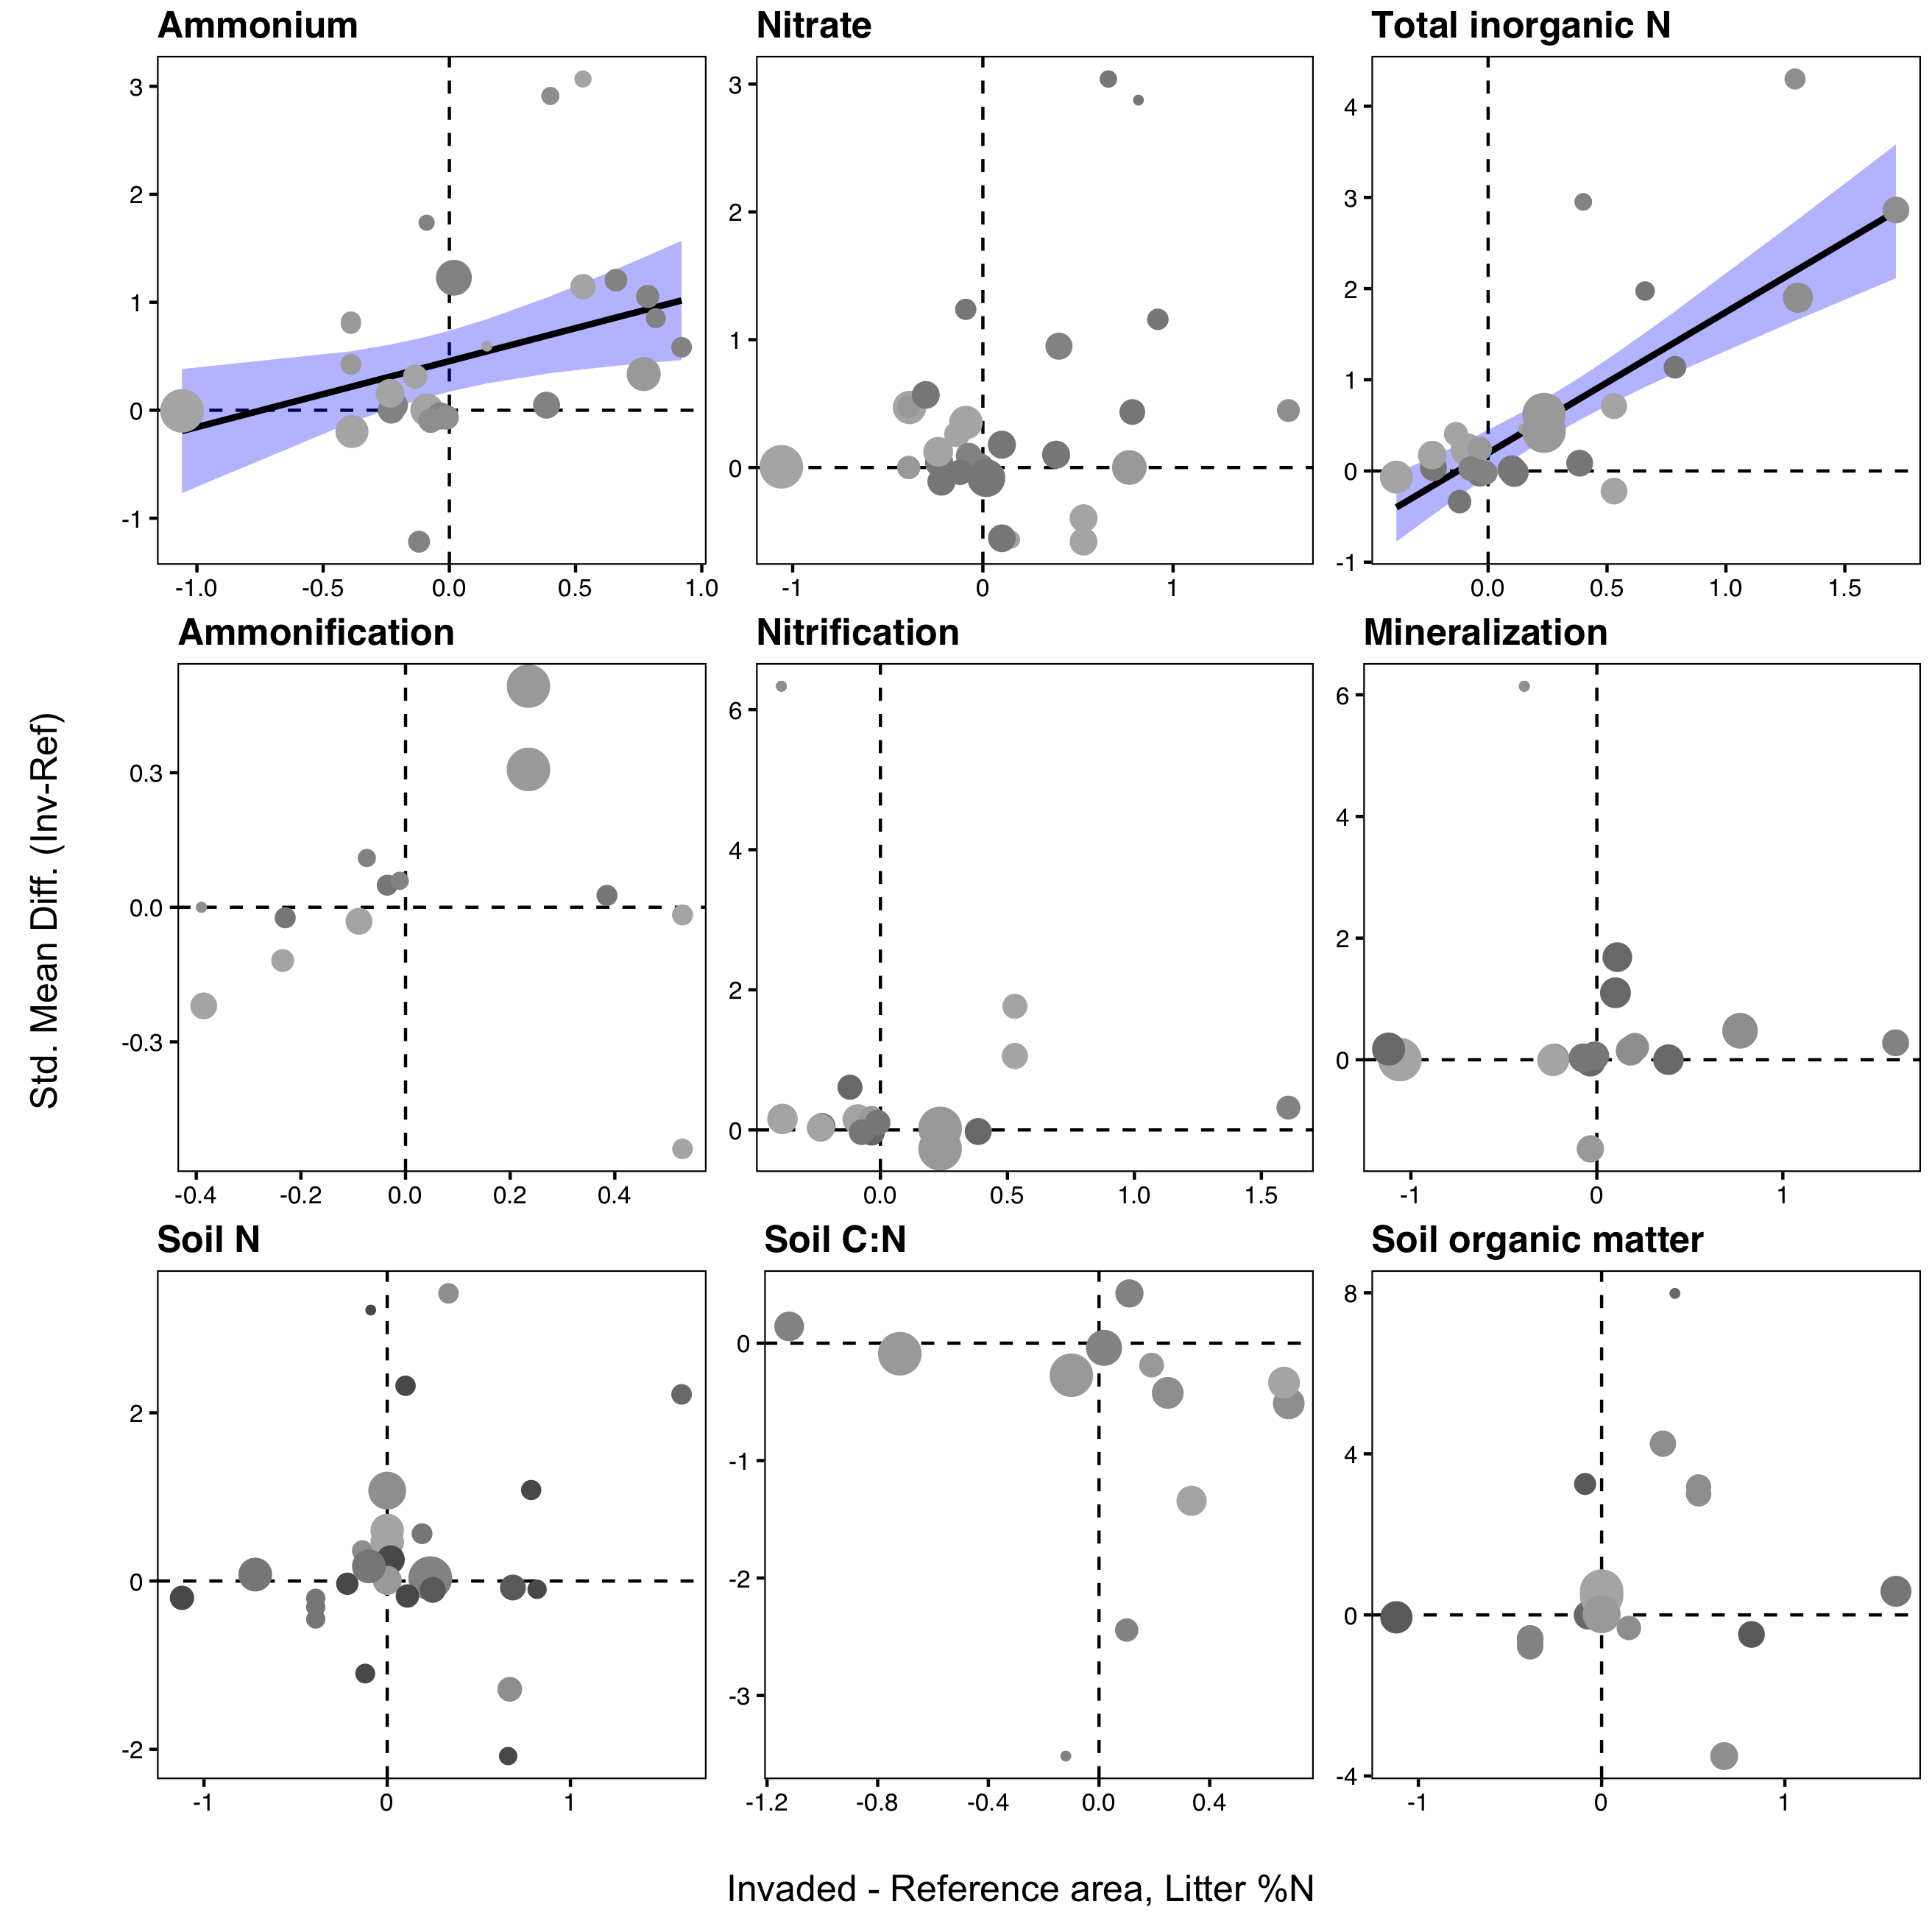 Ammonium
Nitrate
Total inorganic N
3
2
1
0
-1
-1.0 -0.5 0.0 0.5 1.0
3
2
1
0
-1 0 1
4
3
2
1
0
-1
0.0 0.5 1.0 1.5
Ammonification
Nitrification
Mineralization
Std. Mean Diff. (Inv-Ref)
0.3
0.0
-0.3
-0.4 -0.2 0.0 0.2 0.4
6
4
2
0
0.0 0.5 1.0 1.5
6
4
2
0
-1 0 1
Soil N
Soil C:N
Soil organic matter
2
0
-2
-1 0 1
0
-1
-2
-3
-1.2 -0.8 -0.4 0.0 0.4
8
4
0
-4
-1 0 1
Invaded - Reference area, Litter %N